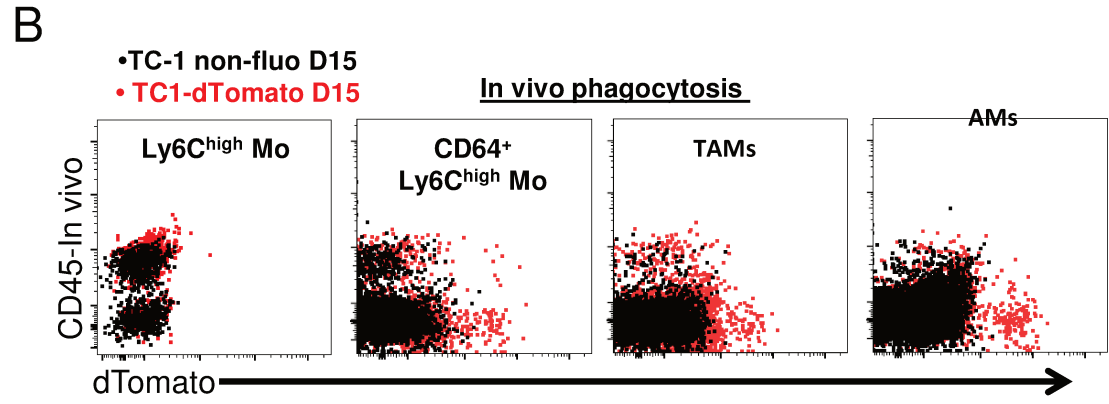 B
•TC-1 non-fluo D15
• TC1-dTomato D15
In vivo phagocytosis
Ly6Chigh Mo
CD64+
Ly6Chigh Mo
TAMs
AMs
CD45-In vivo
dTomato